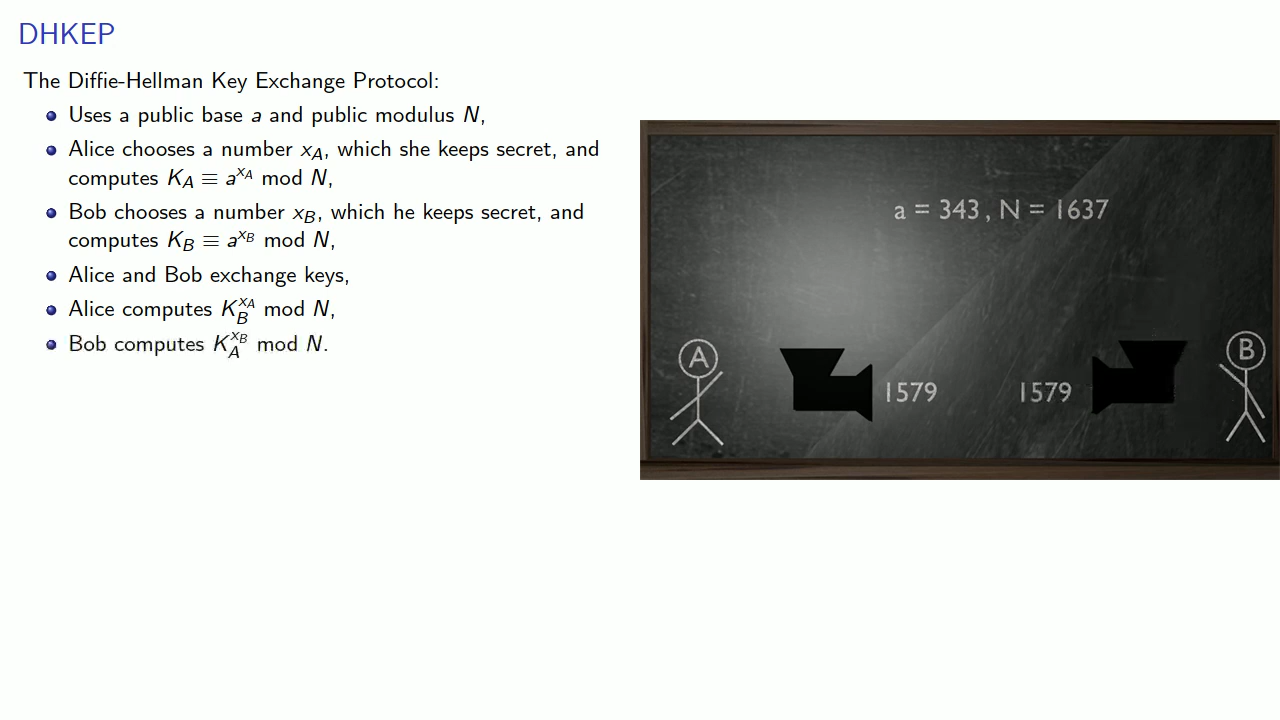 DHKEP
The Diffie-Hellman Key Exchange Protocol:
Uses a public base a and public modulus N,
Alice chooses a number x_A, which she keeps secret, and
computes K_A ≡ a^{x_A} mod N,
Bob chooses a number x_B, which he keeps secret, and
computes K_B ≡ a^{x_B} mod N,
Alice and Bob exchange keys,
Alice computes K_B^{x_A} mod N,
Bob computes K_A^{x_B} mod N.
a = 343, N = 1637
A
B
1579
1579